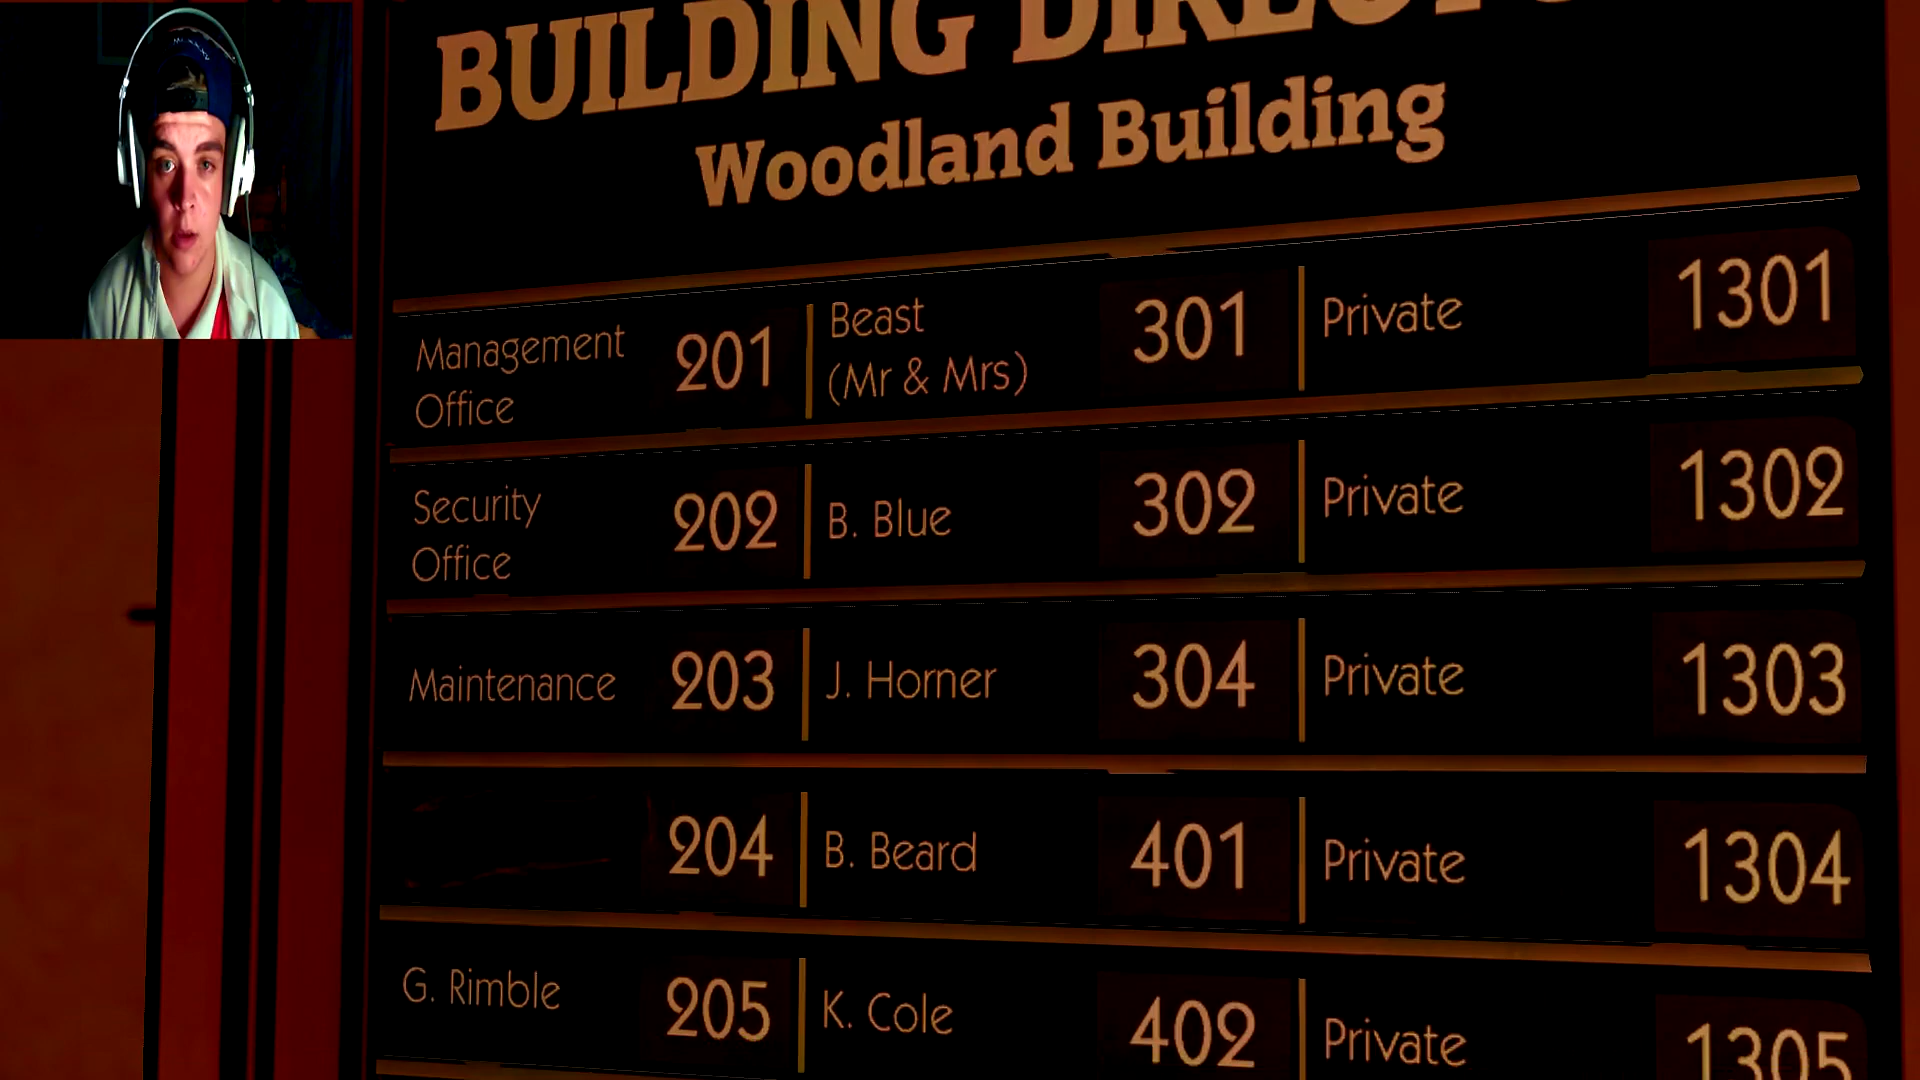 BUILDING
Woodland Building
Management
Office
201
Beast
(Mr & Mrs)
301
Private
1301
Security
Office
202
B. Blue
302
Private
1302
Maintenance
203
J. Horner
304
Private
1303
204
B. Beard
401
Private
1304
G. Rimble
205
K. Cole
402
Private
1305